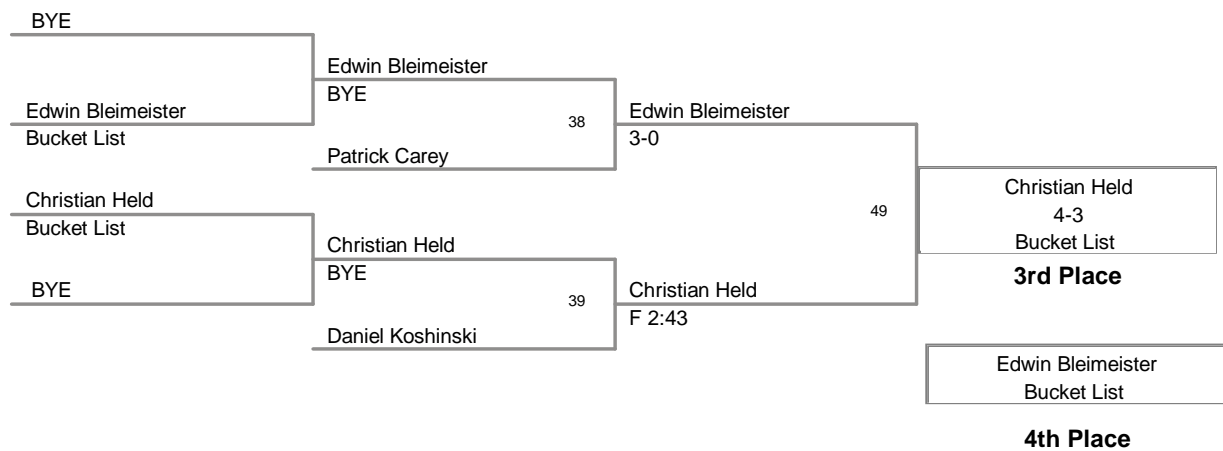 BYE
Edwin Bleimeister
Bucket List
Christian Held
Bucket List
BYE
Edwin Bleimeister
BYE
38
Patrick Carey
Christian Held
BYE
39
Daniel Koshinski
Edwin Bleimeister
3-0
49
Christian Held
F 2:43
Christian Held
4-3
Bucket List
3rd Place
Edwin Bleimeister
Bucket List
4th Place